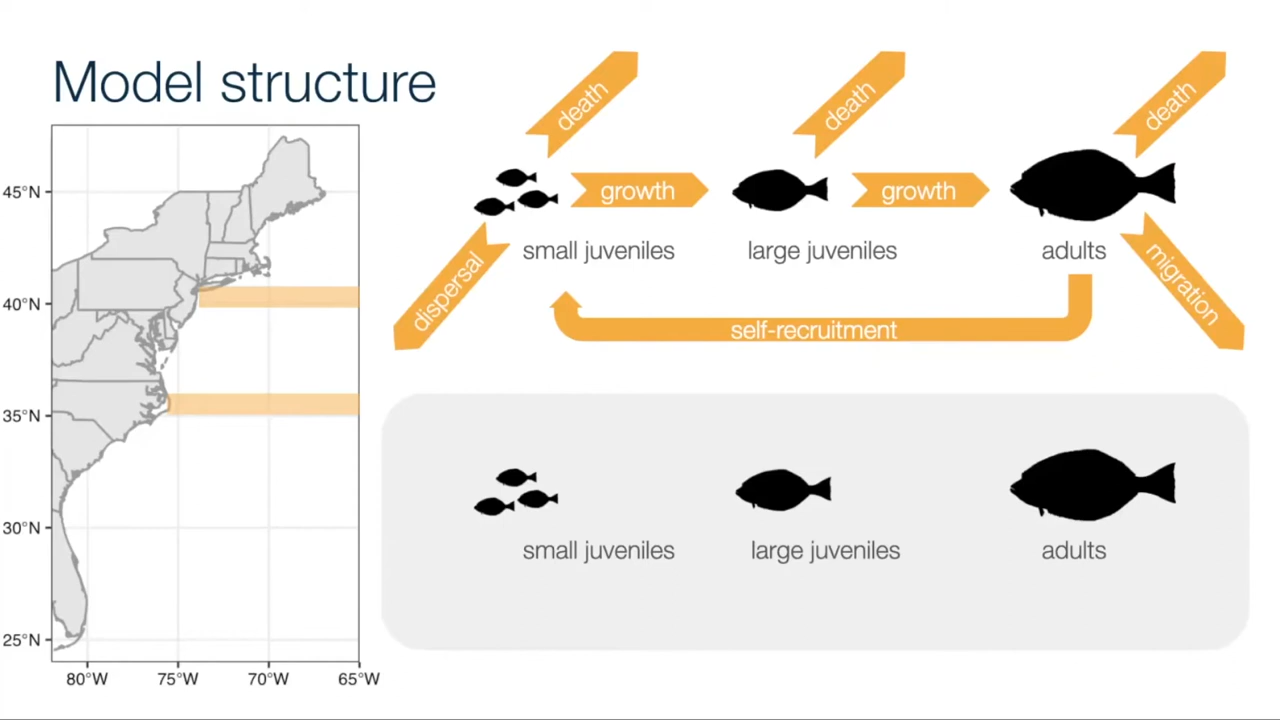 Model structure
45°N
40°N
35°N
30°N
25°N
80°W 75°W 70°W 65°W
death
death
death
growth
growth
small juveniles
large juveniles
adults
dispersal
migration
self-recruitment
small juveniles
large juveniles
adults